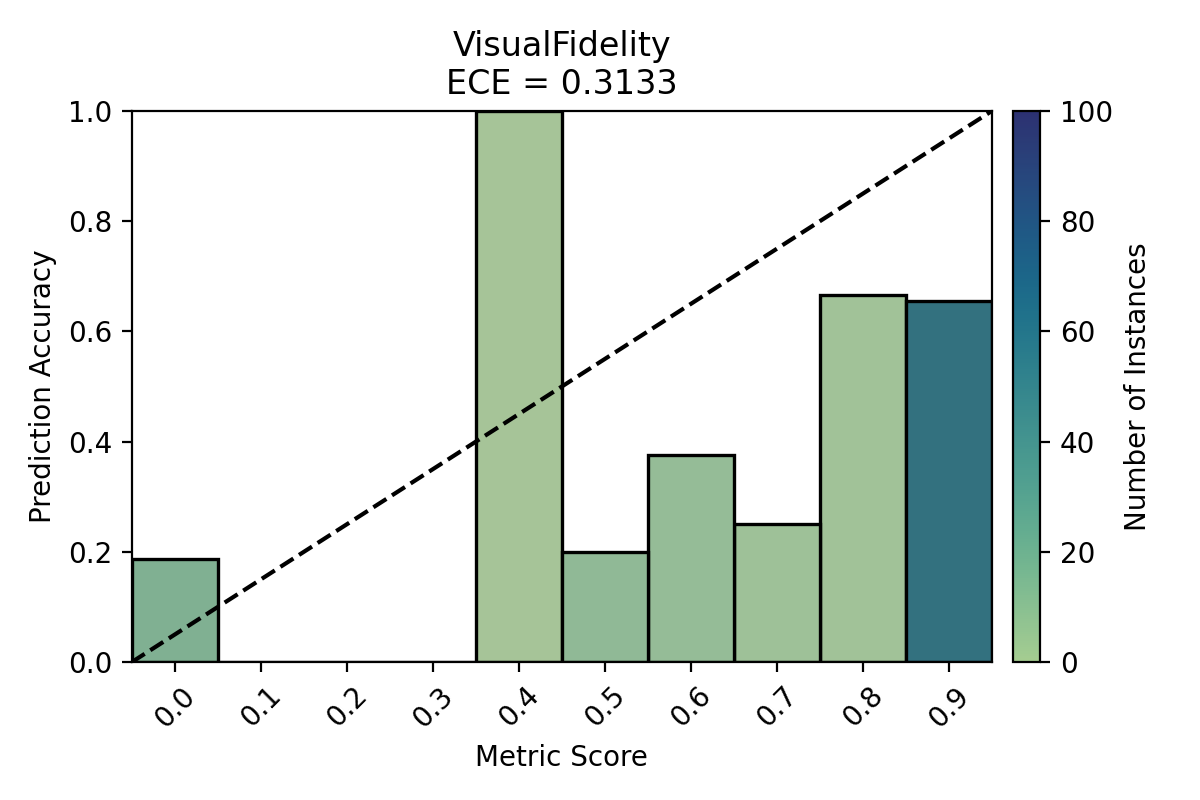 VisualFidelity
ECE = 0.3133
1.0
0.8
0.6
0.4
0.2
0.0
Prediction Accuracy
0.0 0.1 0.2 0.3 0.4 0.5 0.6 0.7 0.8 0.9
Metric Score
100
80
60
40
20
0
Number of Instances